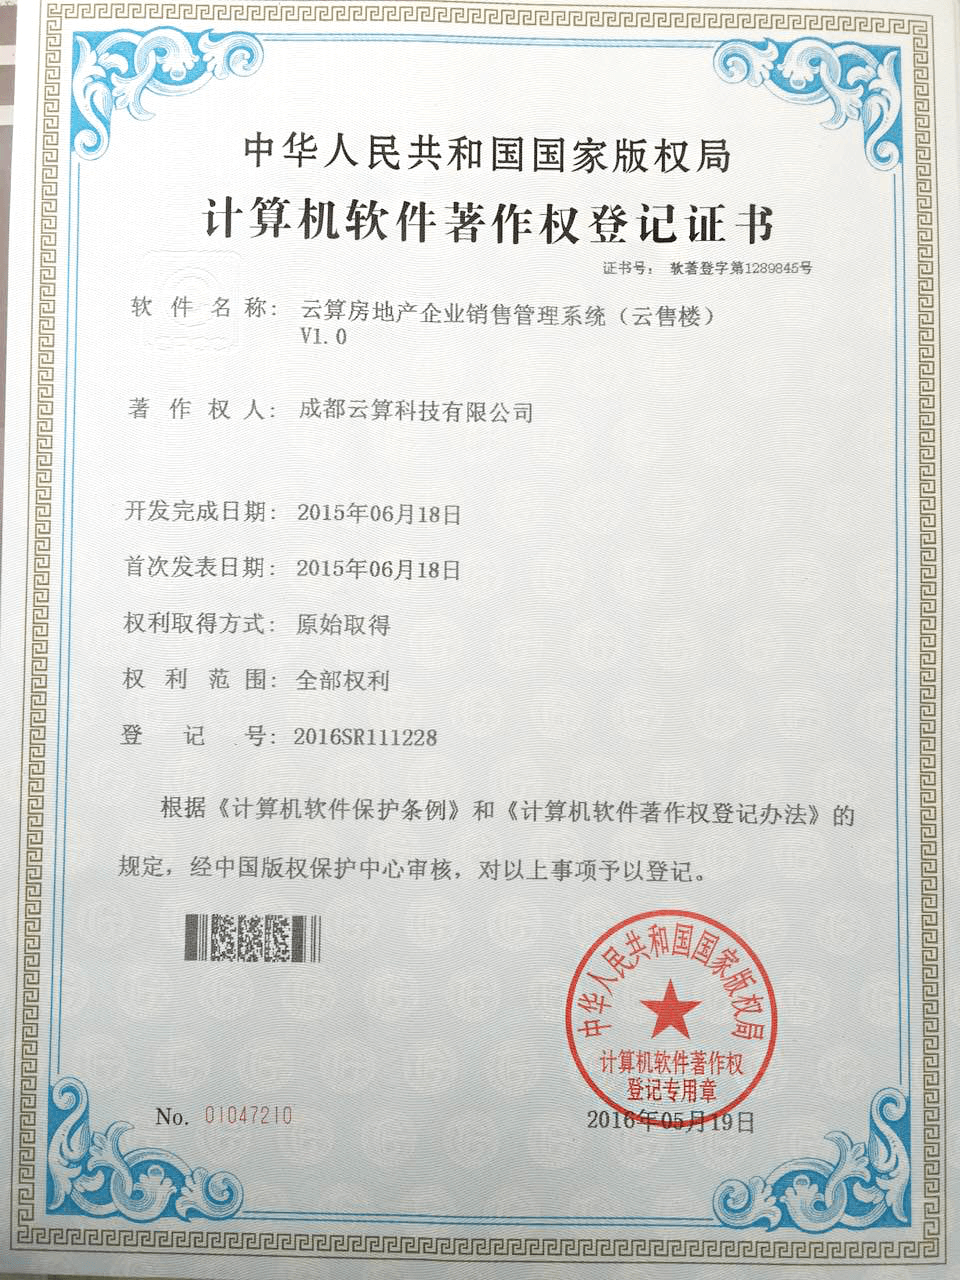 中华人民共和国国家版权局
计算机软件著作权登记证书
证书号： 软著登字第1289845号
软件名称： 云算房地产企业销售管理系统（云售楼）
V1.0
著作权人： 成都云算科技有限公司
开发完成日期： 2015年06月18日
首次发表日期： 2015年06月18日
权利取得方式： 原始取得
权利范围： 全部权利
登记号： 2016SR111228
根据《计算机软件保护条例》和《计算机软件著作权登记办法》的
规定，经中国版权保护中心审核，对以上事项予以登记。
中华人民共和国国家版权局
计算机软件著作权
登记专用章
No. 01047210
2016年05月19日